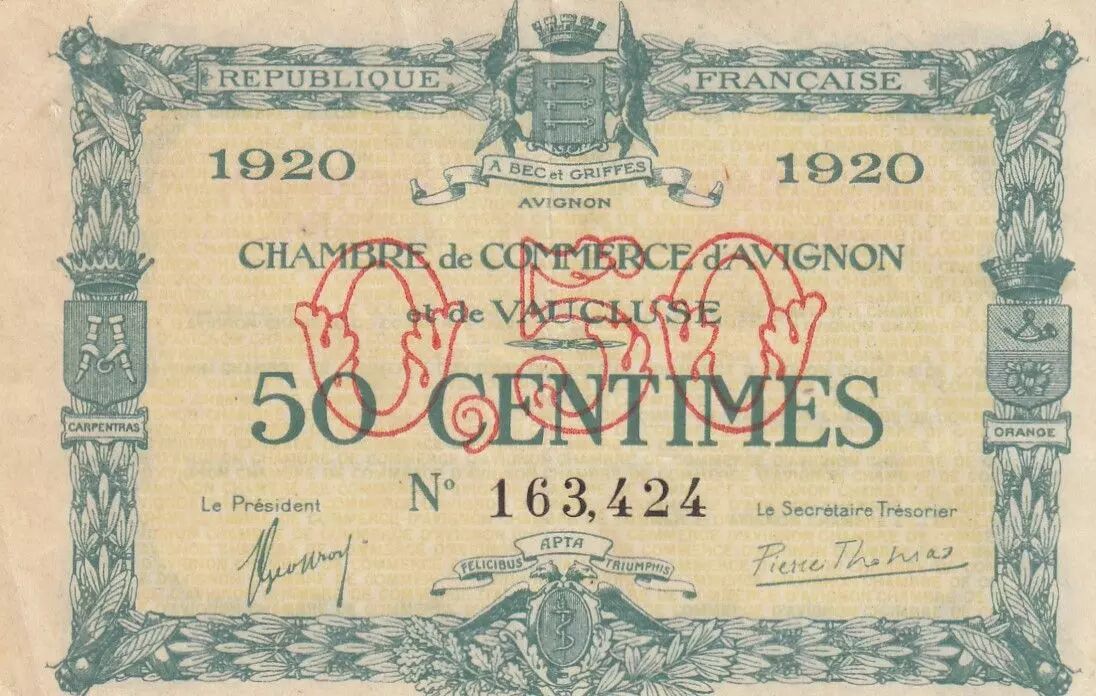 REPUBLIQUE FRANÇAISE
1920 1920
A BEC et GRIFFES
AVIGNON
CHAMBRE de COMMERCE d'AVIGNON
et de VAUCLUSE
0,50
50 CENTIMES
CARPENTRAS
ORANGE
Nº 163,424
Le Président
Le Secrétaire Trésorier
Pierre Thomas
APTA
FELICIBUS TRIUMPHIS